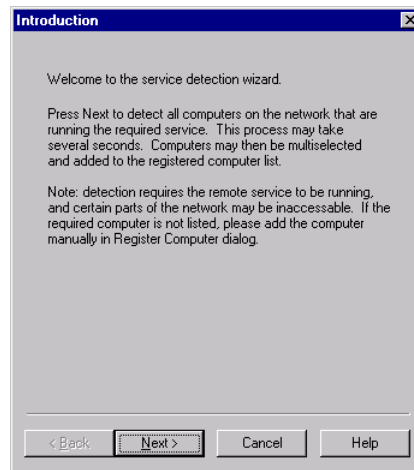 Introduction
Welcome to the service detection wizard.
Press Next to detect all computers on the network that are
running the required service. This process may take
several seconds. Computers may then be multiselected
and added to the registered computer list.
Note: detection requires the remote service to be running,
and certain parts of the network may be inaccessable. If the
required computer is not listed, please add the computer
manually in Register Computer dialog.
< Back Next > Cancel Help